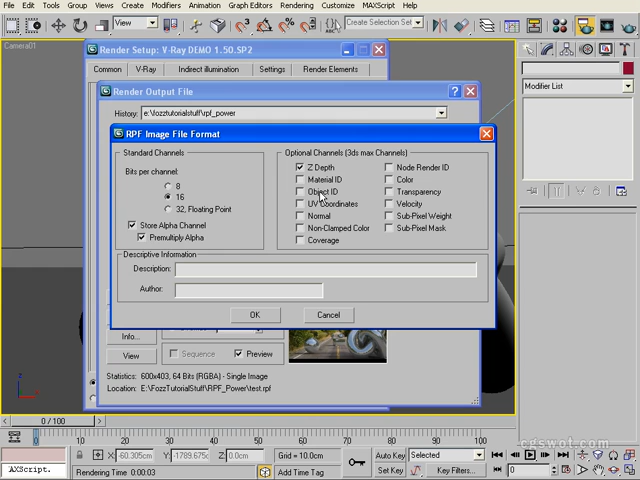 File Edit Tools Group Views Create Modifiers Animation Graph Editors Rendering Customize MAXScript Help
View
Create Selection Set
Camera01
Render Setup: V-Ray DEMO 1.50.SP2
Common V-Ray Indirect illumination Settings Render Elements
Modifier List
Render Output File
History: e:\fozztutorialstuff\rpf_power
RPF Image File Format
Standard Channels
Bits per channel:
8
16
32, Floating Point
Store Alpha Channel
Premultiply Alpha
Optional Channels (3ds max Channels)
Z Depth
Material ID
Object ID
UV Coordinates
Normal
Non-Clamped Color
Coverage
Node Render ID
Color
Transparency
Velocity
Sub-Pixel Weight
Sub-Pixel Mask
Descriptive Information
Description:
Author:
OK Cancel
Info...
View Sequence Preview
Statistics: 600x403, 64 Bits (RGBA) - Single Image
Location: E:\FozzTutorialStuff\RPF_Power\test.rpf
0 / 100
0 10 20 30 40 50 60 70 80 90 100
cgswot.com
X: -60.305cm Y: -1789.675c Z: 0.0cm Grid = 10.0cm Auto Key Selected
'AXScript. Rendering Time 0:00:03 Add Time Tag Set Key Key Filters... 0